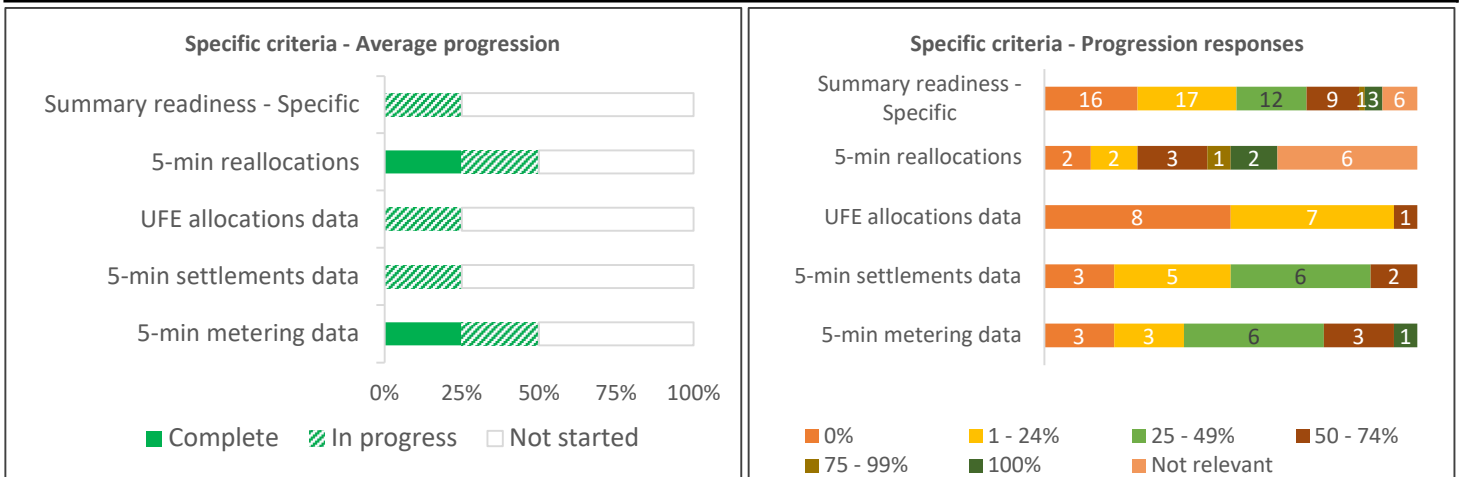 Specific criteria - Average progression
Summary readiness - Specific
5-min reallocations
UFE allocations data
5-min settlements data
5-min metering data
0% 25% 50% 75% 100%
Complete In progress Not started
Specific criteria - Progression responses
Summary readiness -
Specific
16 17 12 9 1 3 6
5-min reallocations
2 2 3 1 2 6
UFE allocations data
8 7 1
5-min settlements data
3 5 6 2
5-min metering data
3 3 6 3 1
0% 1 - 24% 25 - 49% 50 - 74%
75 - 99% 100% Not relevant